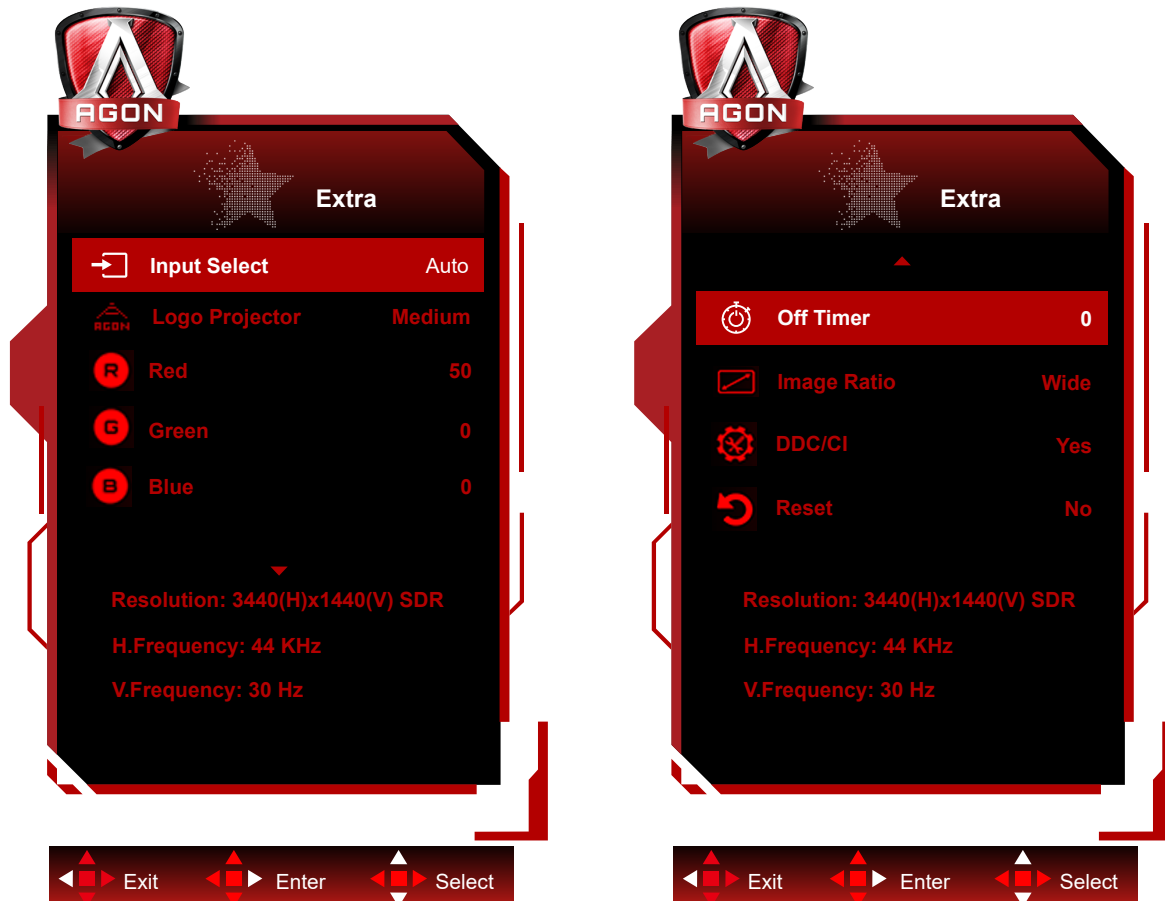 AGON
Extra
Input Select Auto
AGON Logo Projector Medium
R Red 50
G Green 0
B Blue 0
Resolution: 3440(H)x1440(V) SDR
H.Frequency: 44 KHz
V.Frequency: 30 Hz
Exit Enter Select
AGON
Extra
Off Timer 0
Image Ratio Wide
DDC/CI Yes
Reset No
Resolution: 3440(H)x1440(V) SDR
H.Frequency: 44 KHz
V.Frequency: 30 Hz
Exit Enter Select